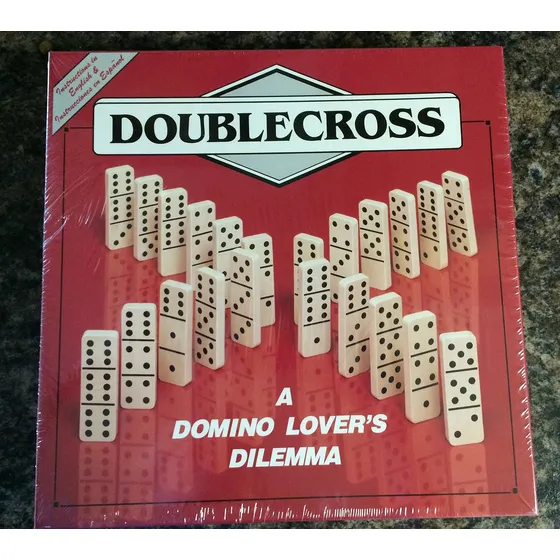 Instructions in
English &
Instrucciones en Español
DOUBLECROSS
A
DOMINO LOVER'S
DILEMMA